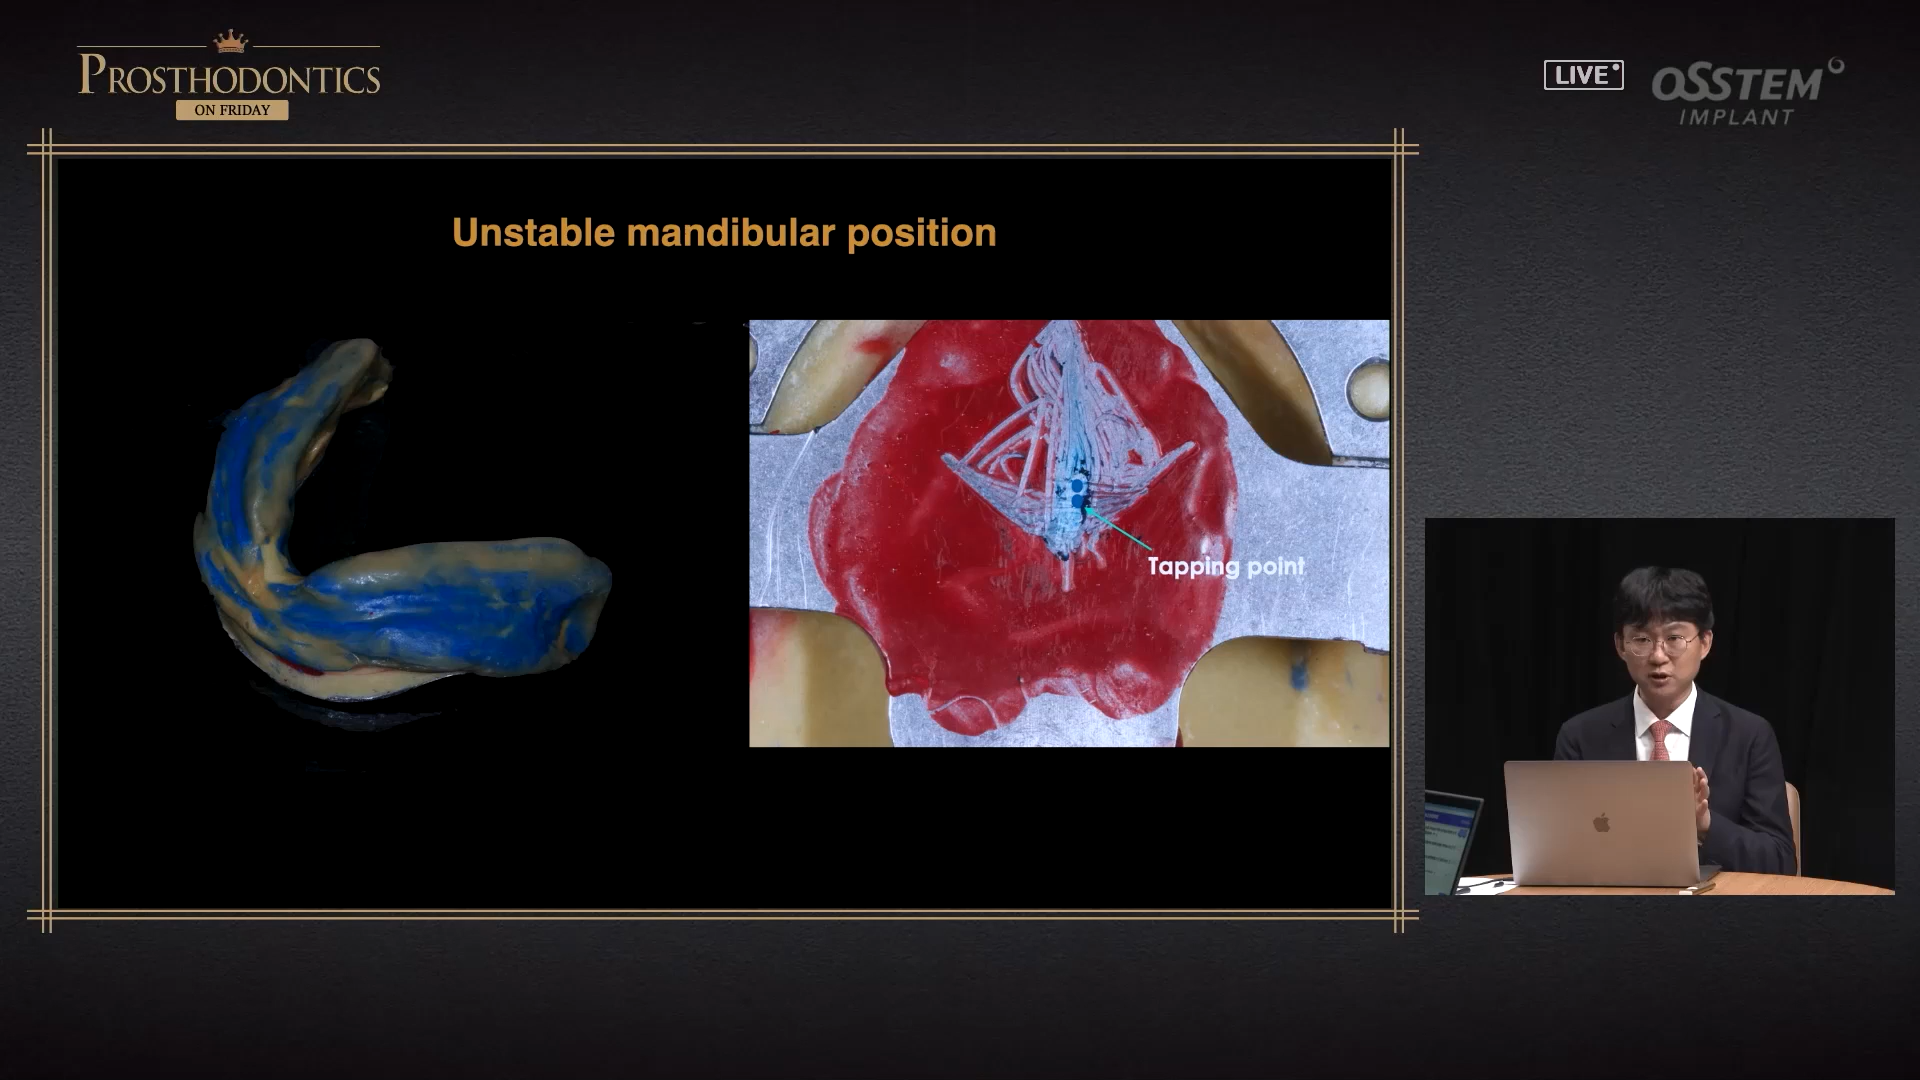 PROSTHODONTICS
ON FRIDAY
LIVE
OSSTEM
IMPLANT
Unstable mandibular position
Tapping point